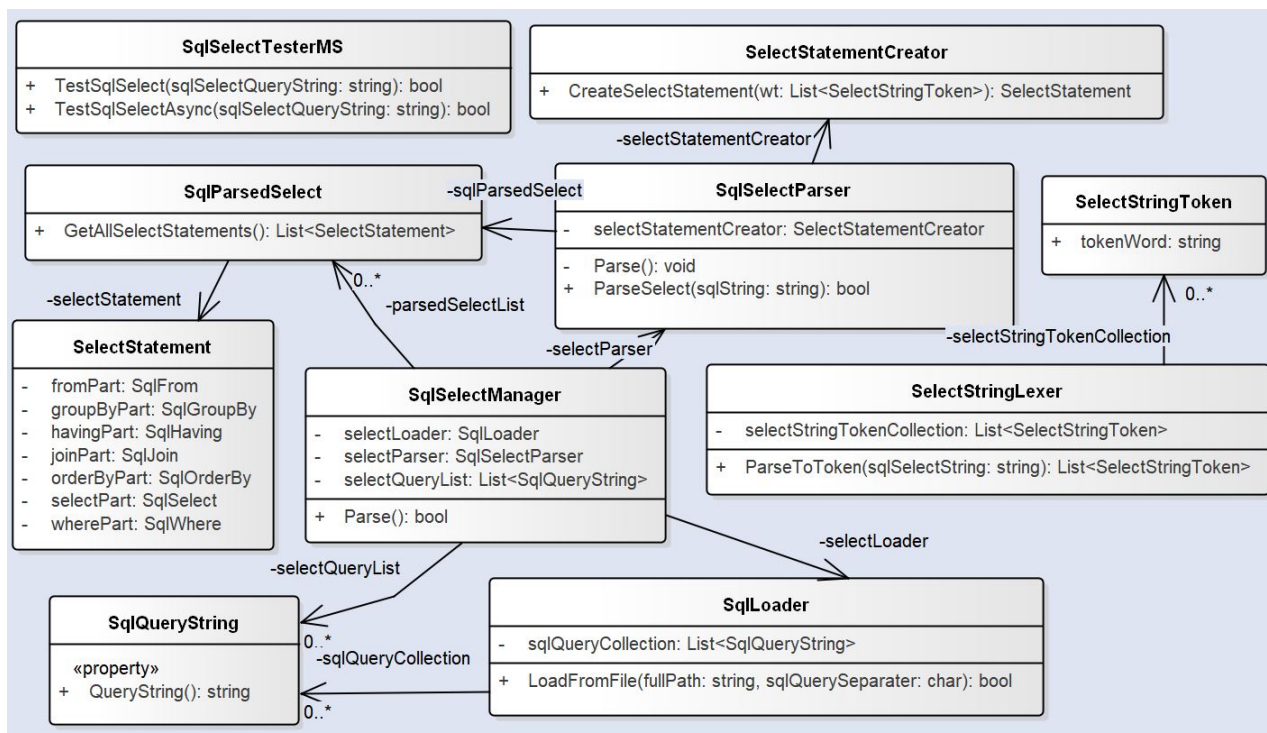 SqlSelectTesterMS
+ TestSqlSelect(sqlSelectQueryString: string): bool
+ TestSqlSelectAsync(sqlSelectQueryString: string): bool
SelectStatementCreator
+ CreateSelectStatement(wt: List<SelectStringToken>): SelectStatement
-selectStatementCreator
SqlParsedSelect
+ GetAllSelectStatements(): List<SelectStatement>
-sqlParsedSelect
SqlSelectParser
- selectStatementCreator: SelectStatementCreator
- Parse(): void
+ ParseSelect(sqlString: string): bool
SelectStringToken
+ tokenWord: string
0..*
-selectStringTokenCollection
-selectStatement
0..*
-parsedSelectList
-selectParser
SelectStatement
- fromPart: SqlFrom
- groupByPart: SqlGroupBy
- havingPart: SqlHaving
- joinPart: SqlJoin
- orderByPart: SqlOrderBy
- selectPart: SqlSelect
- wherePart: SqlWhere
SqlSelectManager
- selectLoader: SqlLoader
- selectParser: SqlSelectParser
- selectQueryList: List<SqlQueryString>
+ Parse(): bool
SelectStringLexer
- selectStringTokenCollection: List<SelectStringToken>
+ ParseToToken(sqlSelectString: string): List<SelectStringToken>
-selectQueryList
-selectLoader
SqlQueryString
«property»
+ QueryString(): string
0..*
-sqlQueryCollection
0..*
SqlLoader
- sqlQueryCollection: List<SqlQueryString>
+ LoadFromFile(fullPath: string, sqlQuerySeparater: char): bool